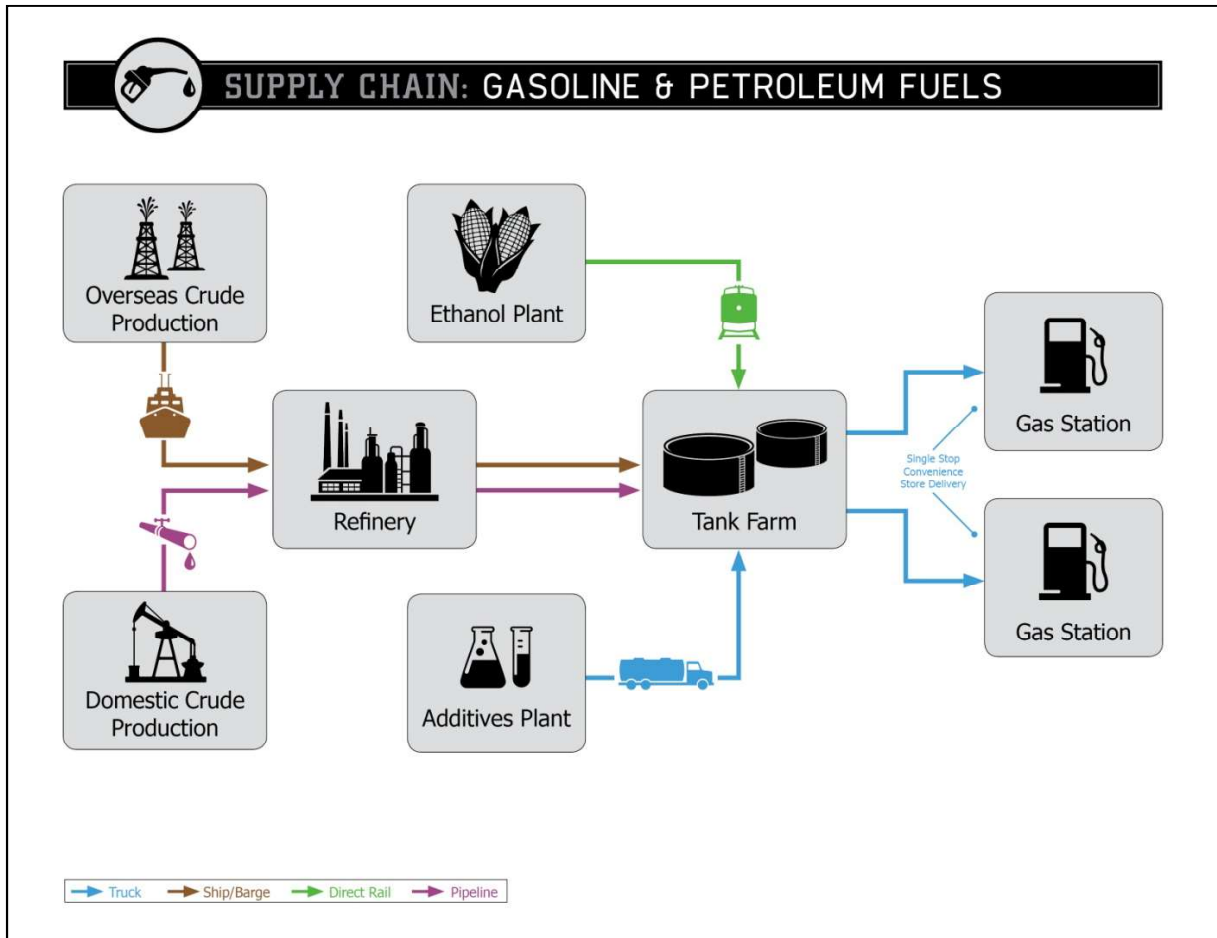 SUPPLY CHAIN: GASOLINE & PETROLEUM FUELS
Overseas Crude
Production
Ethanol Plant
Gas Station
Refinery
Tank Farm
Single Stop
Convenience
Store Delivery
Domestic Crude
Production
Additives Plant
Gas Station
Truck
Ship/Barge
Direct Rail
Pipeline